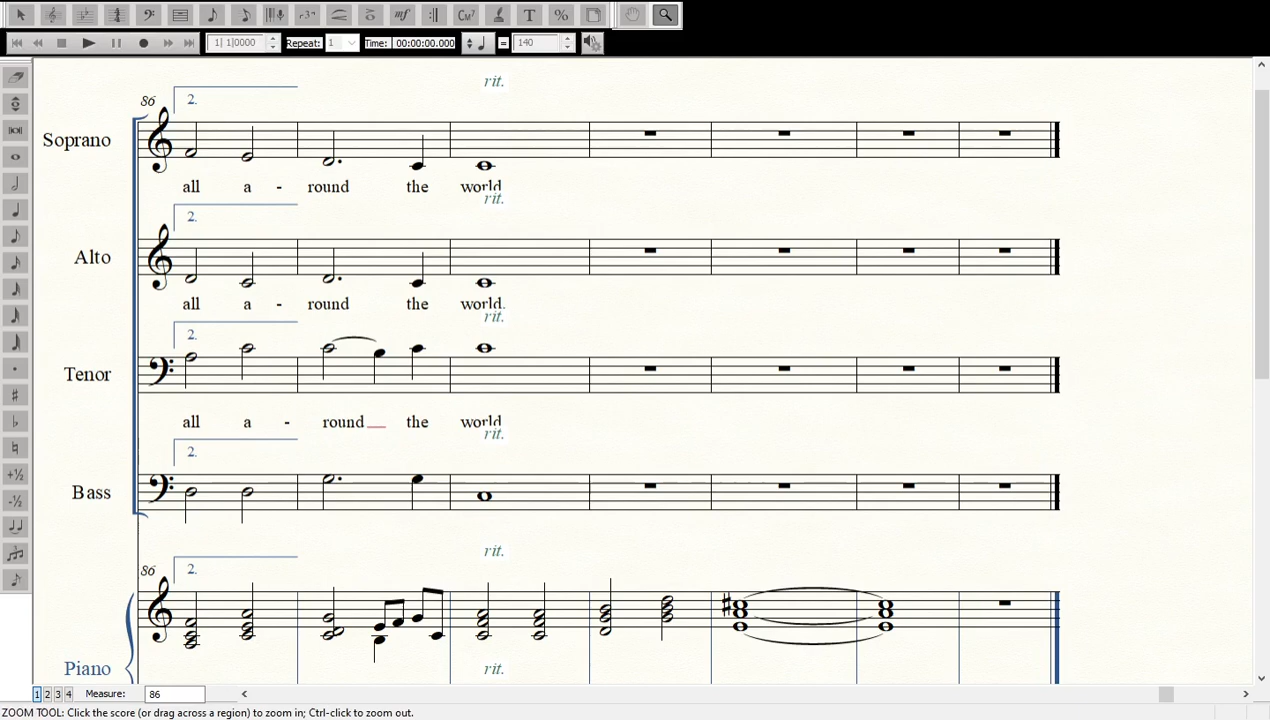 mf
CM7
T
%
1| 1|0000
Repeat:
1
Time:
00:00:00.000
=
140
rit.
86
2.
Soprano
all a - round the world
rit.
2.
Alto
all a - round the world.
rit.
2.
Tenor
all a - round the world
rit.
2.
Bass
rit.
86
2.
Piano
rit.
1 2 3 4
Measure:
86
ZOOM TOOL: Click the score (or drag across a region) to zoom in; Ctrl-click to zoom out.